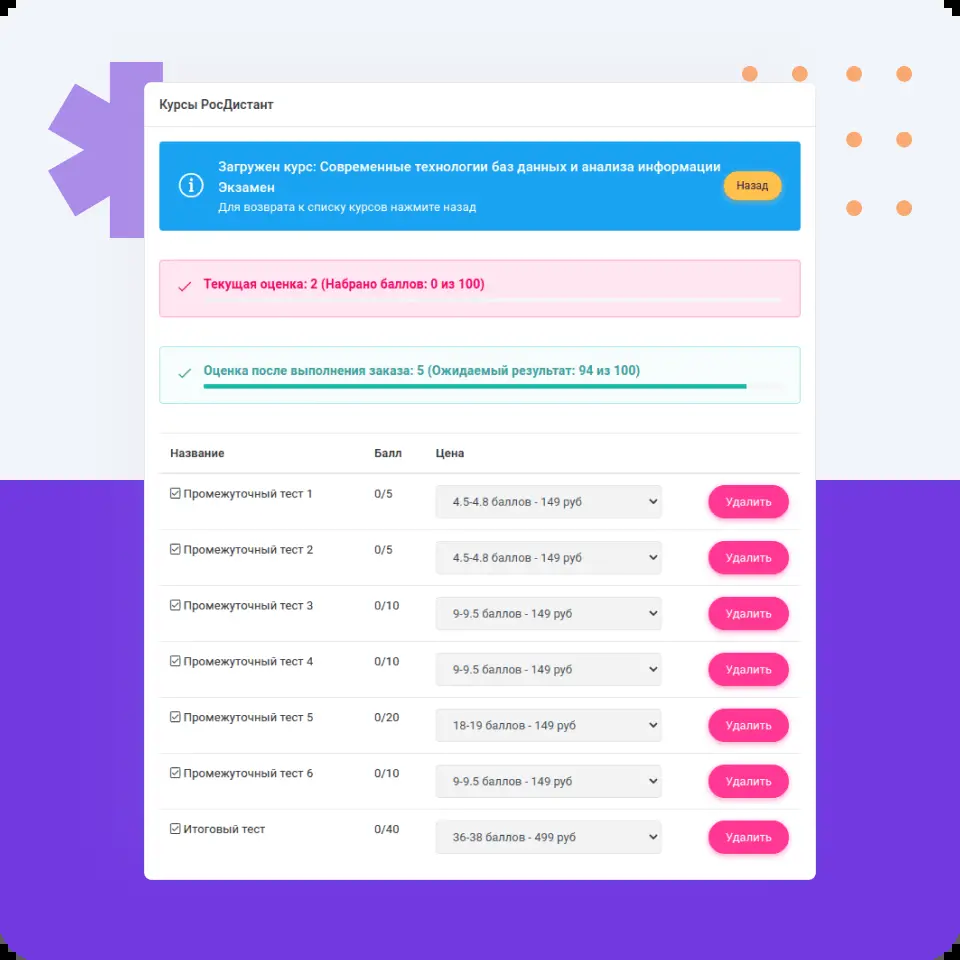 Курсы РосДистант
Загружен курс: Современные технологии баз данных и анализа информации
Экзамен
Для возврата к списку курсов нажмите назад
Назад
Текущая оценка: 2 (Набрано баллов: 0 из 100)
Оценка после выполнения заказа: 5 (Ожидаемый результат: 94 из 100)
Название Балл Цена
Промежуточный тест 1 0/5 4.5-4.8 баллов - 149 руб Удалить
Промежуточный тест 2 0/5 4.5-4.8 баллов - 149 руб Удалить
Промежуточный тест 3 0/10 9-9.5 баллов - 149 руб Удалить
Промежуточный тест 4 0/10 9-9.5 баллов - 149 руб Удалить
Промежуточный тест 5 0/20 18-19 баллов - 149 руб Удалить
Промежуточный тест 6 0/10 9-9.5 баллов - 149 руб Удалить
Итоговый тест 0/40 36-38 баллов - 499 руб Удалить